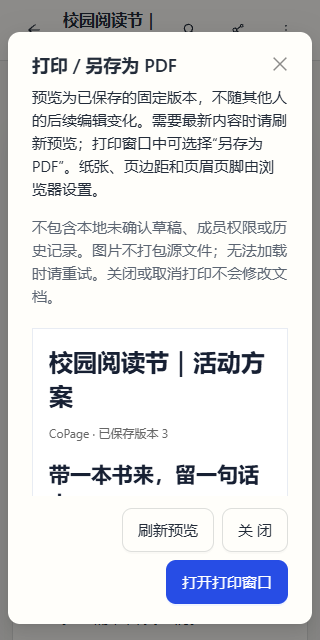 校园阅读节｜
打印 / 另存为 PDF
预览为已保存的固定版本，不随其他人
的后续编辑变化。需要最新内容时请刷
新预览；打印窗口中可选择“另存为
PDF”。纸张、页边距和页眉页脚由浏
览器设置。
不包含本地未确认草稿、成员权限或历
史记录。图片不打包源文件；无法加载
时请重试。关闭或取消打印不会修改文
档。
校园阅读节｜活动方
案
CoPage · 已保存版本 3
带一本书来，留一句话
刷新预览
关 闭
打开打印窗口